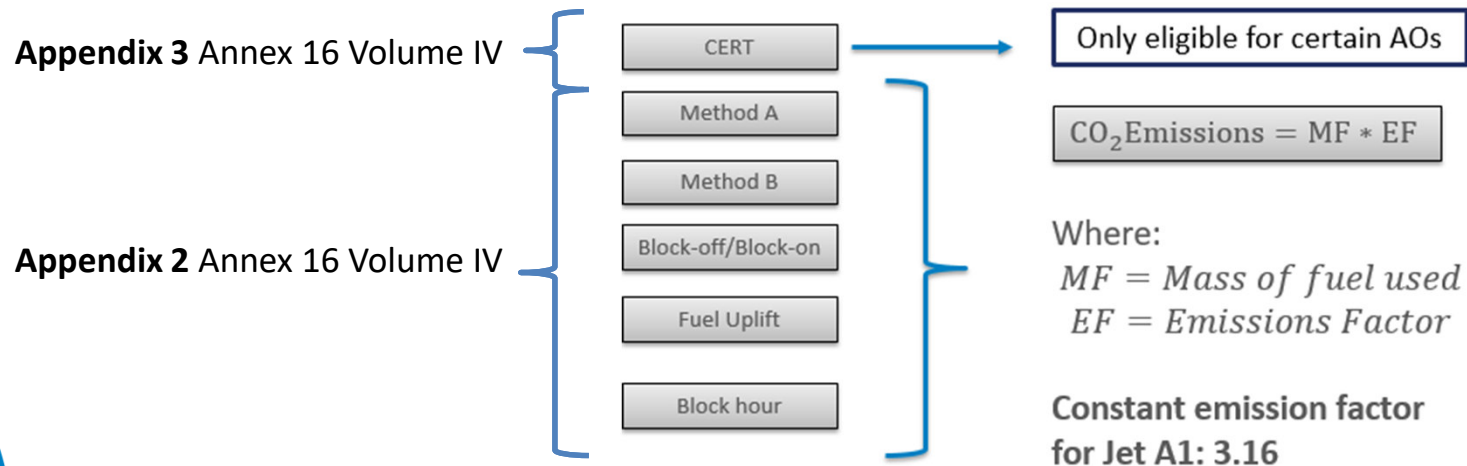 Appendix 3 Annex 16 Volume IV
Appendix 2 Annex 16 Volume IV
CERT
Method A
Method B
Block-off/Block-on
Fuel Uplift
Block hour
Only eligible for certain AOs
CO₂Emissions = MF * EF
Where:
MF = Mass of fuel used
EF = Emissions Factor
Constant emission factor
for Jet A1: 3.16